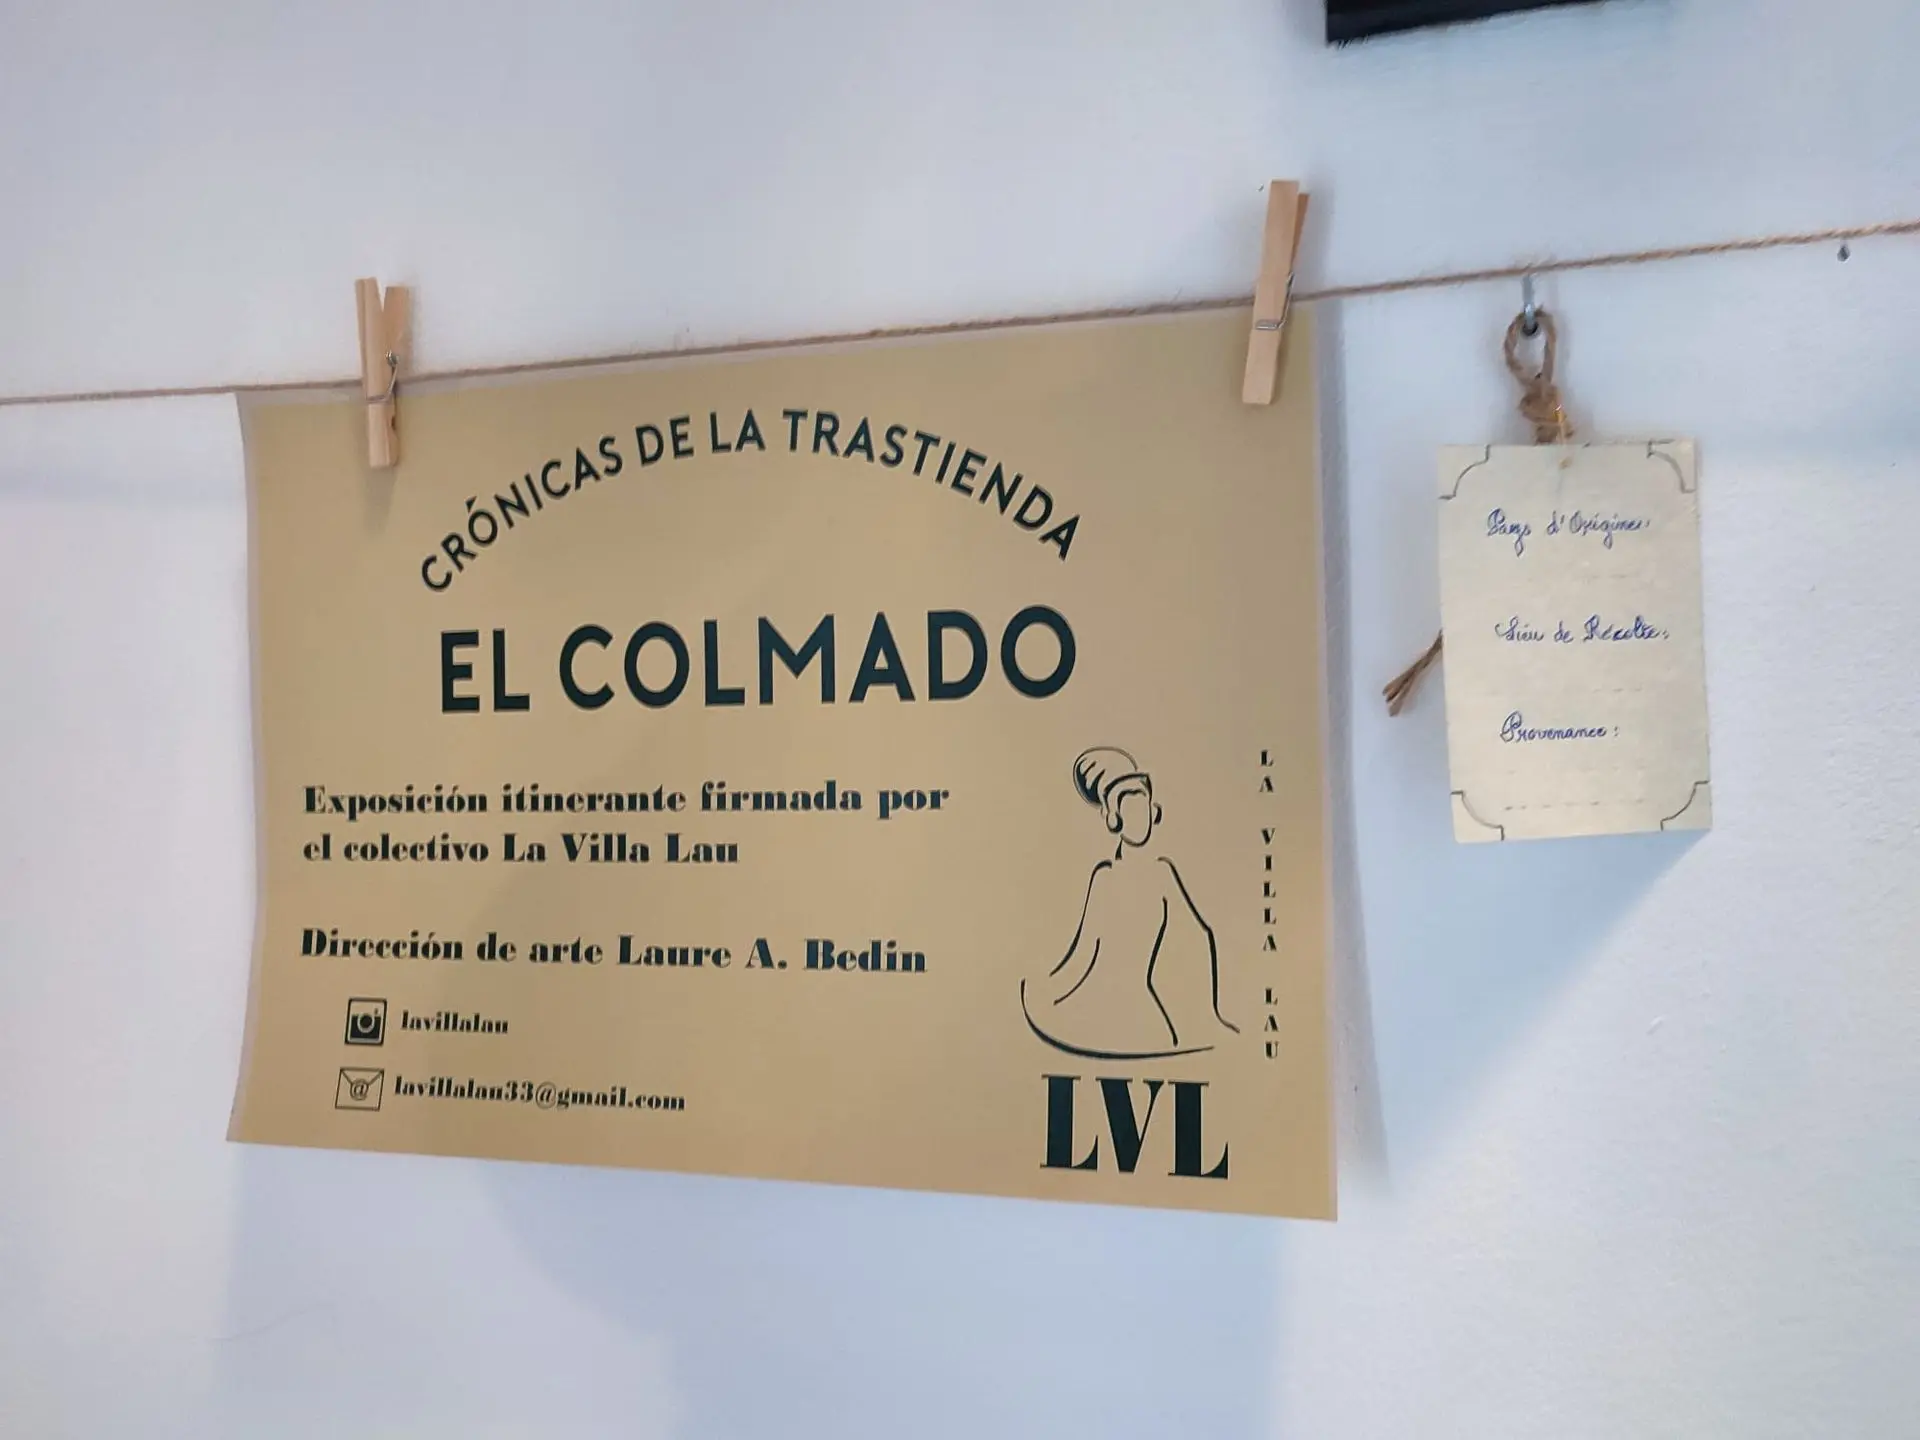 CRÓNICAS DE LA TRASTIENDA
EL COLMADO
Exposición itinerante firmada por
el colectivo La Villa Lau
Dirección de arte Laure A. Bedin
lavillalau
lavillalau33@gmail.com
LA VILLA LAU
LVL
Pays d'Origine:
Lieu de Récolte:
Provenance: